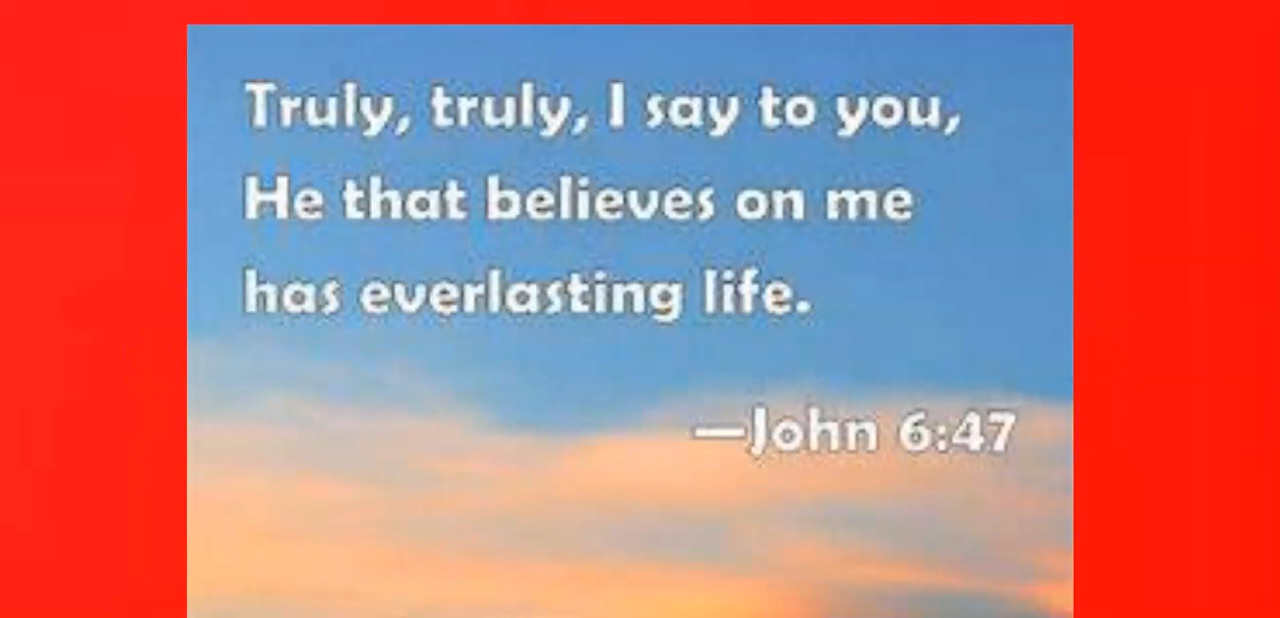 Truly, truly, I say to you,
He that believes on me
has everlasting life.
—John 6:47